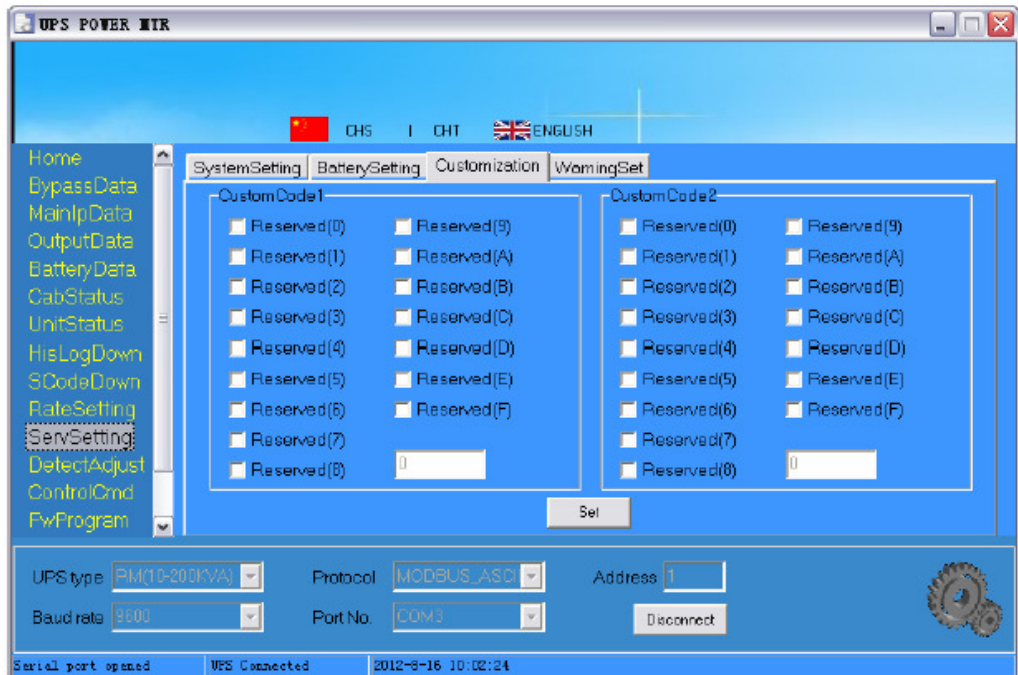 UPS POWER MTR
CHS | CHT ENGLISH
Home
BypassData
MainIpData
OutputData
BatteryData
CabStatus
UnitStatus
HisLogDown
SCodeDown
RateSetting
ServSetting
DetectAdjust
ControlCmd
FwProgram
SystemSetting BatterySetting Customization WarningSet
CustomCode1
Reserved(0) Reserved(9)
Reserved(1) Reserved(A)
Reserved(2) Reserved(B)
Reserved(3) Reserved(C)
Reserved(4) Reserved(D)
Reserved(5) Reserved(E)
Reserved(6) Reserved(F)
Reserved(7)
Reserved(8) 0
CustomCode2
Reserved(0) Reserved(9)
Reserved(1) Reserved(A)
Reserved(2) Reserved(B)
Reserved(3) Reserved(C)
Reserved(4) Reserved(D)
Reserved(5) Reserved(E)
Reserved(6) Reserved(F)
Reserved(7)
Reserved(8) 0
Set
UPS type RM(10-200KVA) Protocol MODBUS_ASCI Address 1
Baud rate 9600 Port No. COM3 Disconnect
Serial port opened UPS Connected 2012-8-16 10:02:24